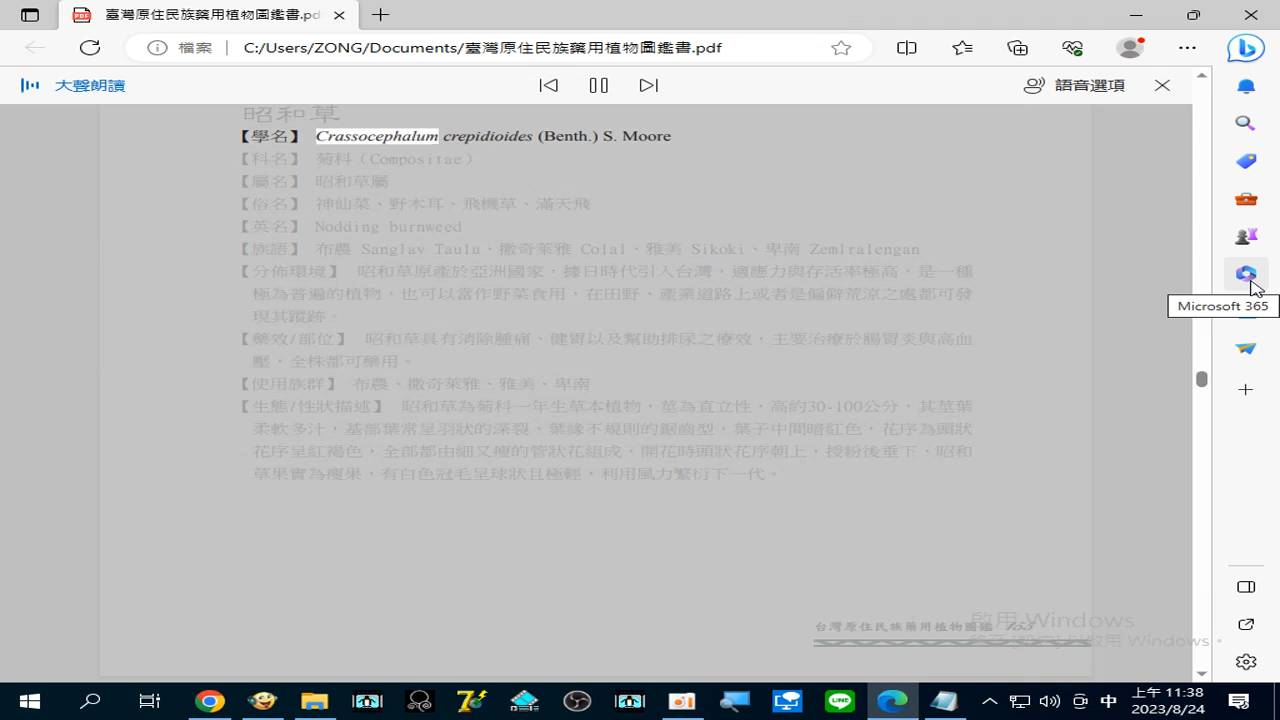 臺灣原住民族藥用植物圖鑑書.pd
檔案 C:/Users/ZONG/Documents/臺灣原住民族藥用植物圖鑑書.pdf
大聲朗讀 語音選項
昭和草
【學名】 Crassocephalum crepidioides (Benth.) S. Moore
【科名】 菊科（Compositae）
【屬名】 昭和草屬
【俗名】 神仙菜、野木耳、飛機草、滿天飛
【英名】 Nodding burnweed
【族語】 布農 Sanglav Taulu、撒奇萊雅 Colal、雅美 Sikoki、卑南 Zemlralengan
【分佈環境】 昭和草原產於亞洲國家，據日時代引入台灣，適應力與存活率極高，是一種
極為普遍的植物，也可以當作野菜食用，在田野、產業道路上或者是偏僻荒涼之處都可發
現其蹤跡。
【藥效/部位】 昭和草具有消除腫痛、健胃以及幫助排尿之療效，主要治療於腸胃炎與高血
壓，全株都可藥用。
【使用族群】 布農、撒奇萊雅、雅美、卑南
【生態/性狀描述】 昭和草為菊科一年生草本植物，莖為直立性，高約30-100公分，其莖葉
柔軟多汁，基部葉常呈羽狀的深裂，葉緣不規則的鋸齒型，葉子中間暗紅色，花序為頭狀
花序呈紅褐色，全部都由細又瘦的管狀花組成，開花時頭狀花序朝上，授粉後垂下，昭和
草果實為瘦果，有白色冠毛呈球狀且極輕，利用風力繁衍下一代。
Microsoft 365
台灣原住民族藥用植物圖鑑
啟用 Windows
中
上午 11:38
2023/8/24